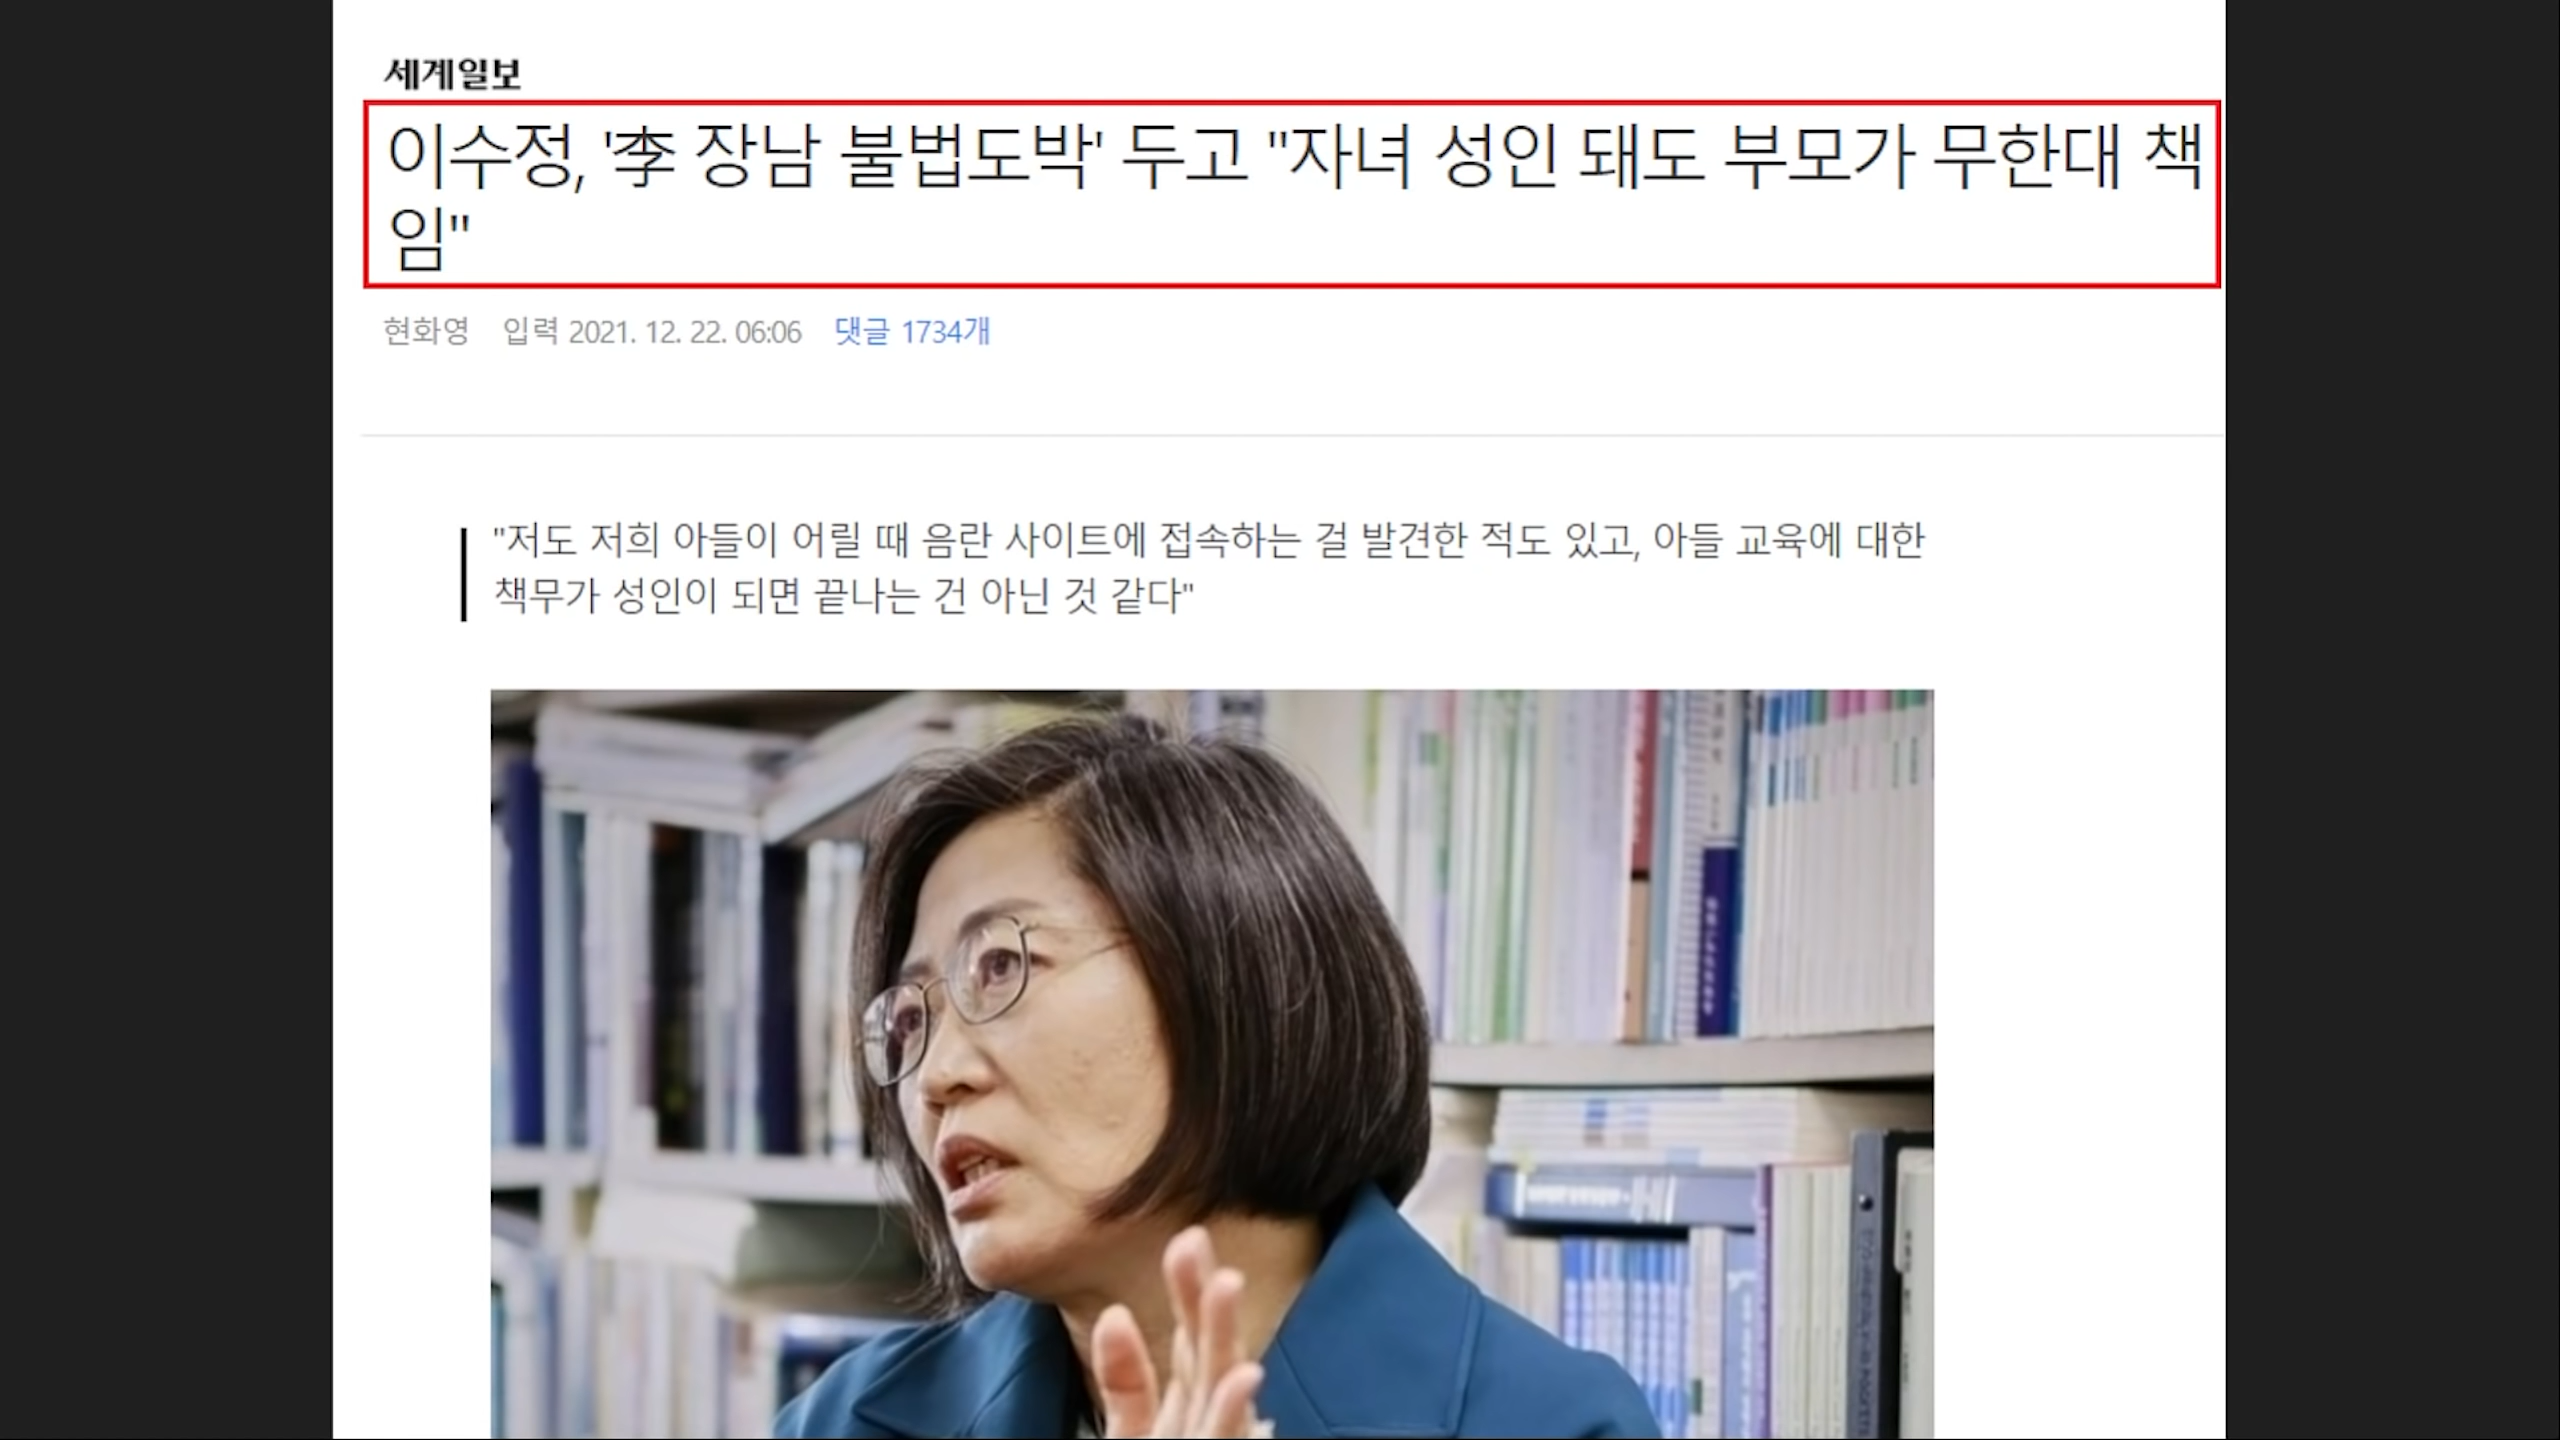 세계일보
이수정, '李 장남 불법도박' 두고 "자녀 성인 돼도 부모가 무한대 책
임"
현화영 입력 2021. 12. 22. 06:06 댓글 1734개
"저도 저희 아들이 어릴 때 음란 사이트에 접속하는 걸 발견한 적도 있고, 아들 교육에 대한
책무가 성인이 되면 끝나는 건 아닌 것 같다"